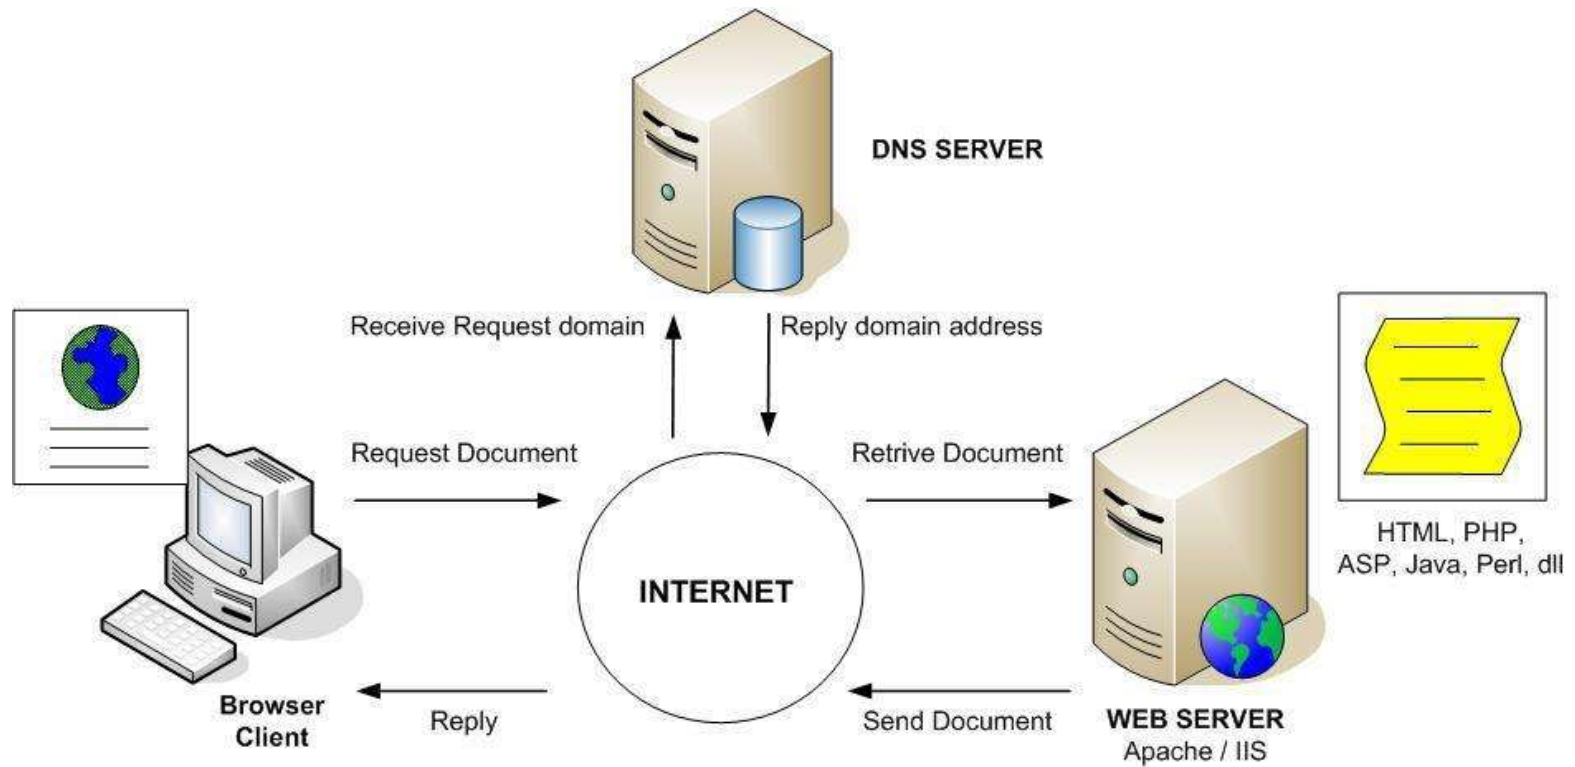 DNS SERVER
Receive Request domain
Reply domain address
Request Document
Retrive Document
HTML, PHP,
ASP, Java, Perl, dll
INTERNET
Browser
Client
Reply
Send Document
WEB SERVER
Apache / IIS